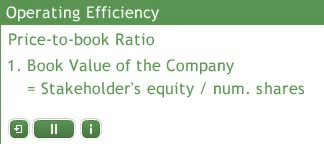 Operating Efficiency
Price-to-book Ratio
1. Book Value of the Company
= Stakeholder's equity / num. shares